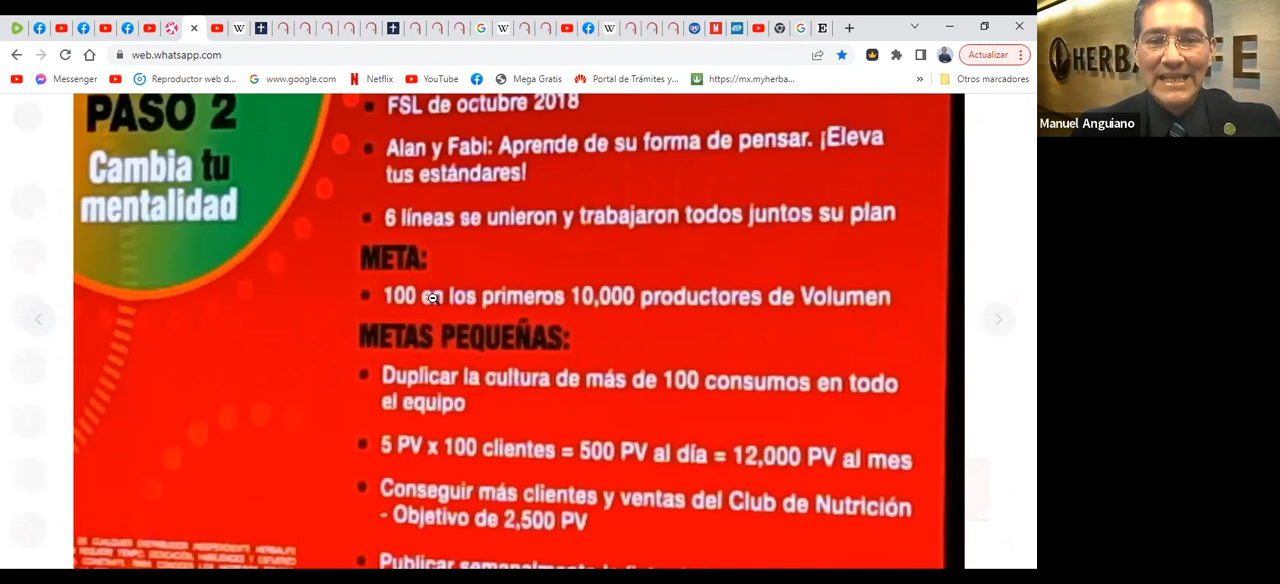 web.whatsapp.com
Actualizar
Messenger
Reproductor web d...
www.google.com
Netflix
YouTube
Mega Gratis
Portal de Trámites y...
https://mx.myherba...
»
Otros marcadores
PASO 2
Cambia tu
mentalidad
FSL de octubre 2018
Alan y Fabi: Aprende de su forma de pensar. ¡Eleva
tus estándares!
6 líneas se unieron y trabajaron todos juntos su plan
META:
100 en los primeros 10,000 productores de Volumen
METAS PEQUEÑAS:
Duplicar la cultura de más de 100 consumos en todo
el equipo
5 PV x 100 clientes = 500 PV al día = 12,000 PV al mes
Conseguir más clientes y ventas del Club de Nutrición
- Objetivo de 2,500 PV
Publicar semanalmente
HERBA FE
Manuel Anguiano